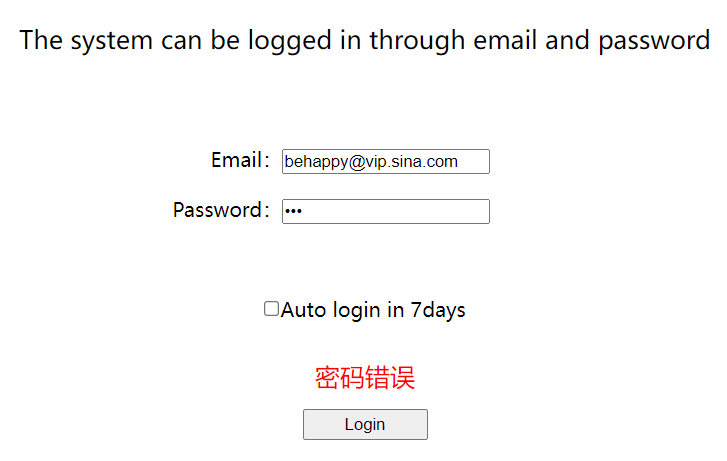 The system can be logged in through email and password
Email： behappy@vip.sina.com
Password： •••
Auto login in 7days
密码错误
Login